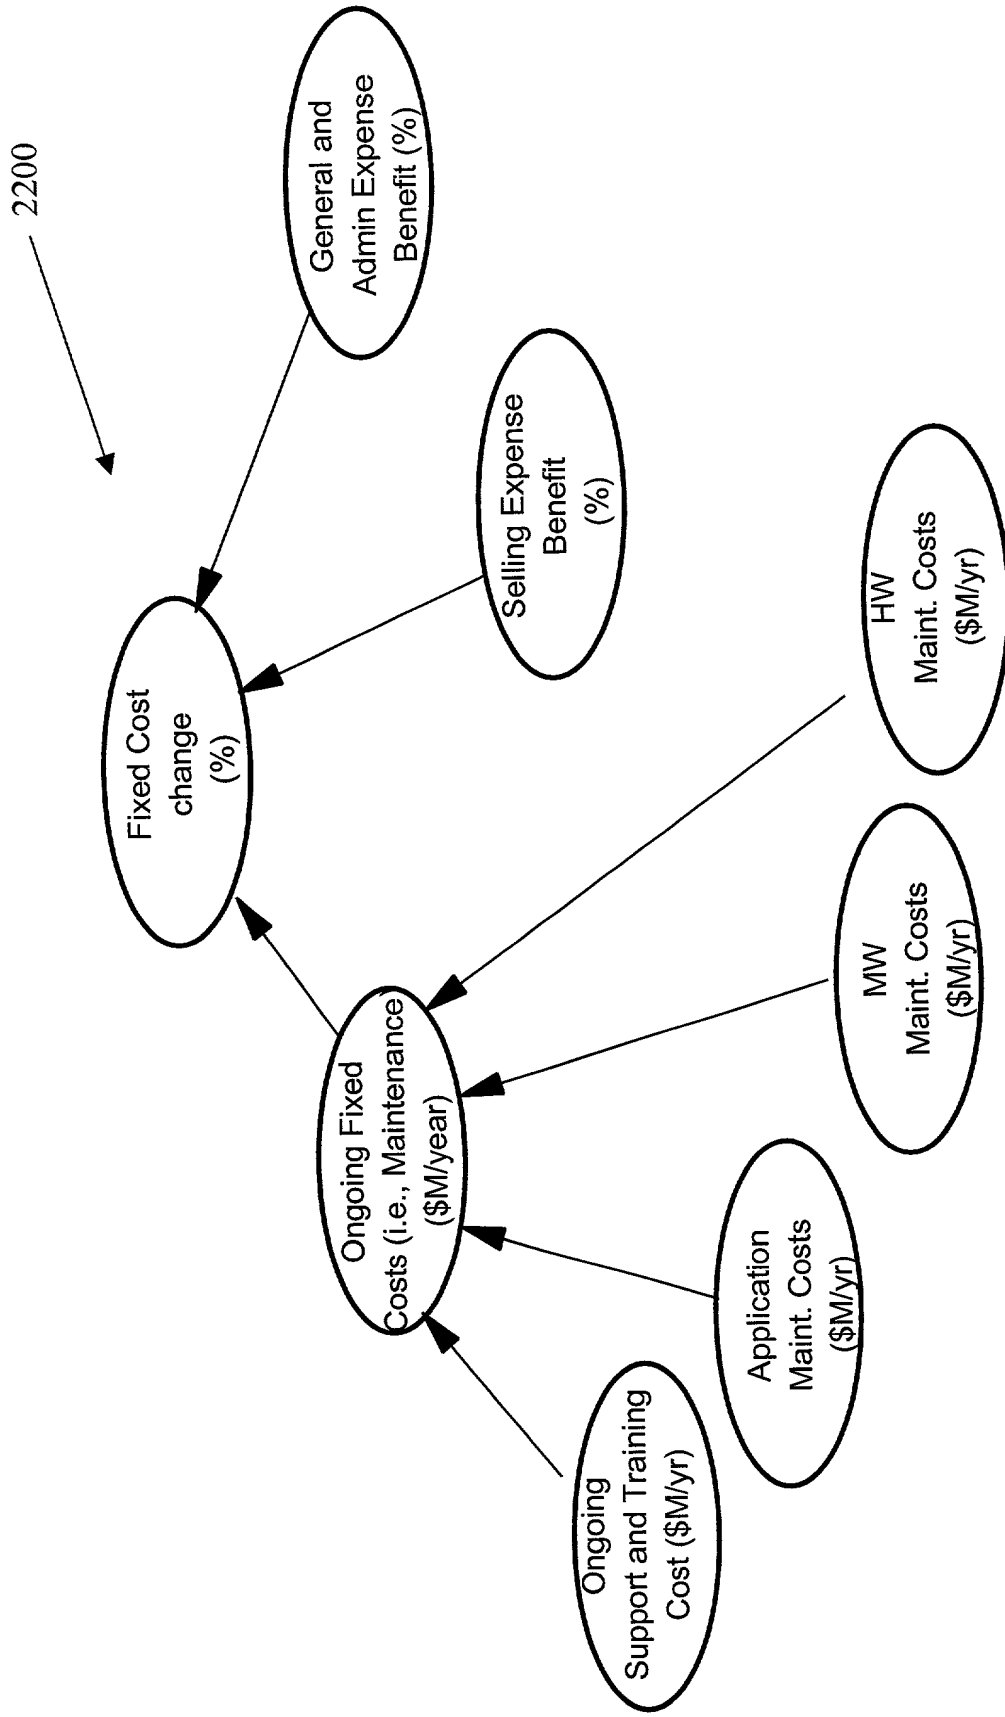 2200
Fixed Cost
change
(%)
General and
Admin Expense
Benefit (%)
Selling Expense
Benefit
(%)
Ongoing Fixed
Costs (i.e., Maintenance
($M/year)
Ongoing
Support and Training
Cost ($M/yr)
Application
Maint. Costs
($M/yr)
MW
Maint. Costs
($M/yr)
HW
Maint. Costs
($M/yr)